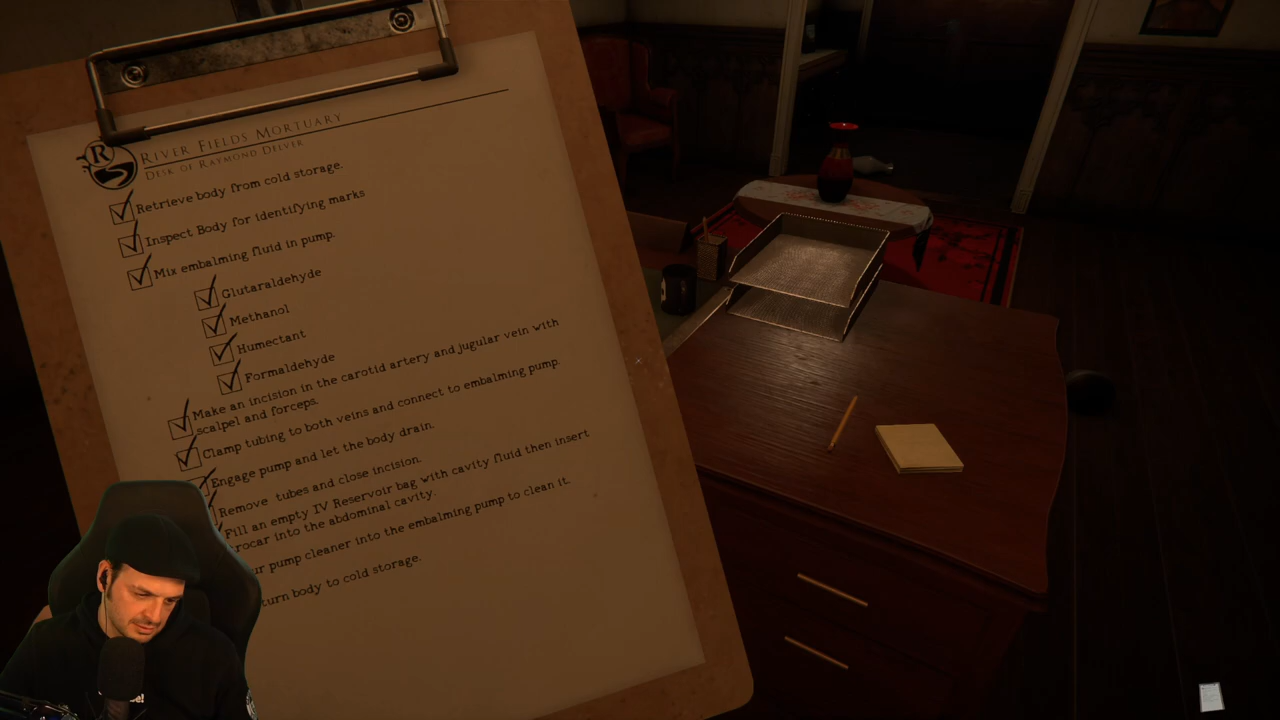 R
RIVER FIELDS MORTUARY
DESK OF RAYMOND DELVER
Retrieve body from cold storage.
Inspect Body for identifying marks
Mix embalming fluid in pump.
Glutaraldehyde
Methanol
Humectant
Formaldehyde
Make an incision in the carotid artery and jugular vein with
scalpel and forceps.
Clamp tubing to both veins and connect to embalming pump.
Engage pump and let the body drain.
Remove tubes and close incision.
Fill an empty IV Reservoir bag with cavity fluid then insert
rocar into the abdominal cavity.
ur pump cleaner into the embalming pump to clean it.
turn body to cold storage.